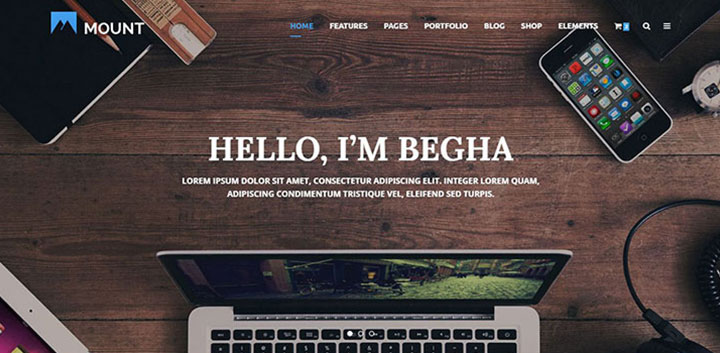 MOUNT
HOME FEATURES PAGES PORTFOLIO BLOG SHOP ELEMENTS
HELLO, I'M BEGHA
LOREM IPSUM DOLOR SIT AMET, CONSECTETUR ADIPISCING ELIT. INTEGER LOREM QUAM,
ADIPISCING CONDIMENTUM TRISTIQUE VEL, ELEIFEND SED TURPIS.